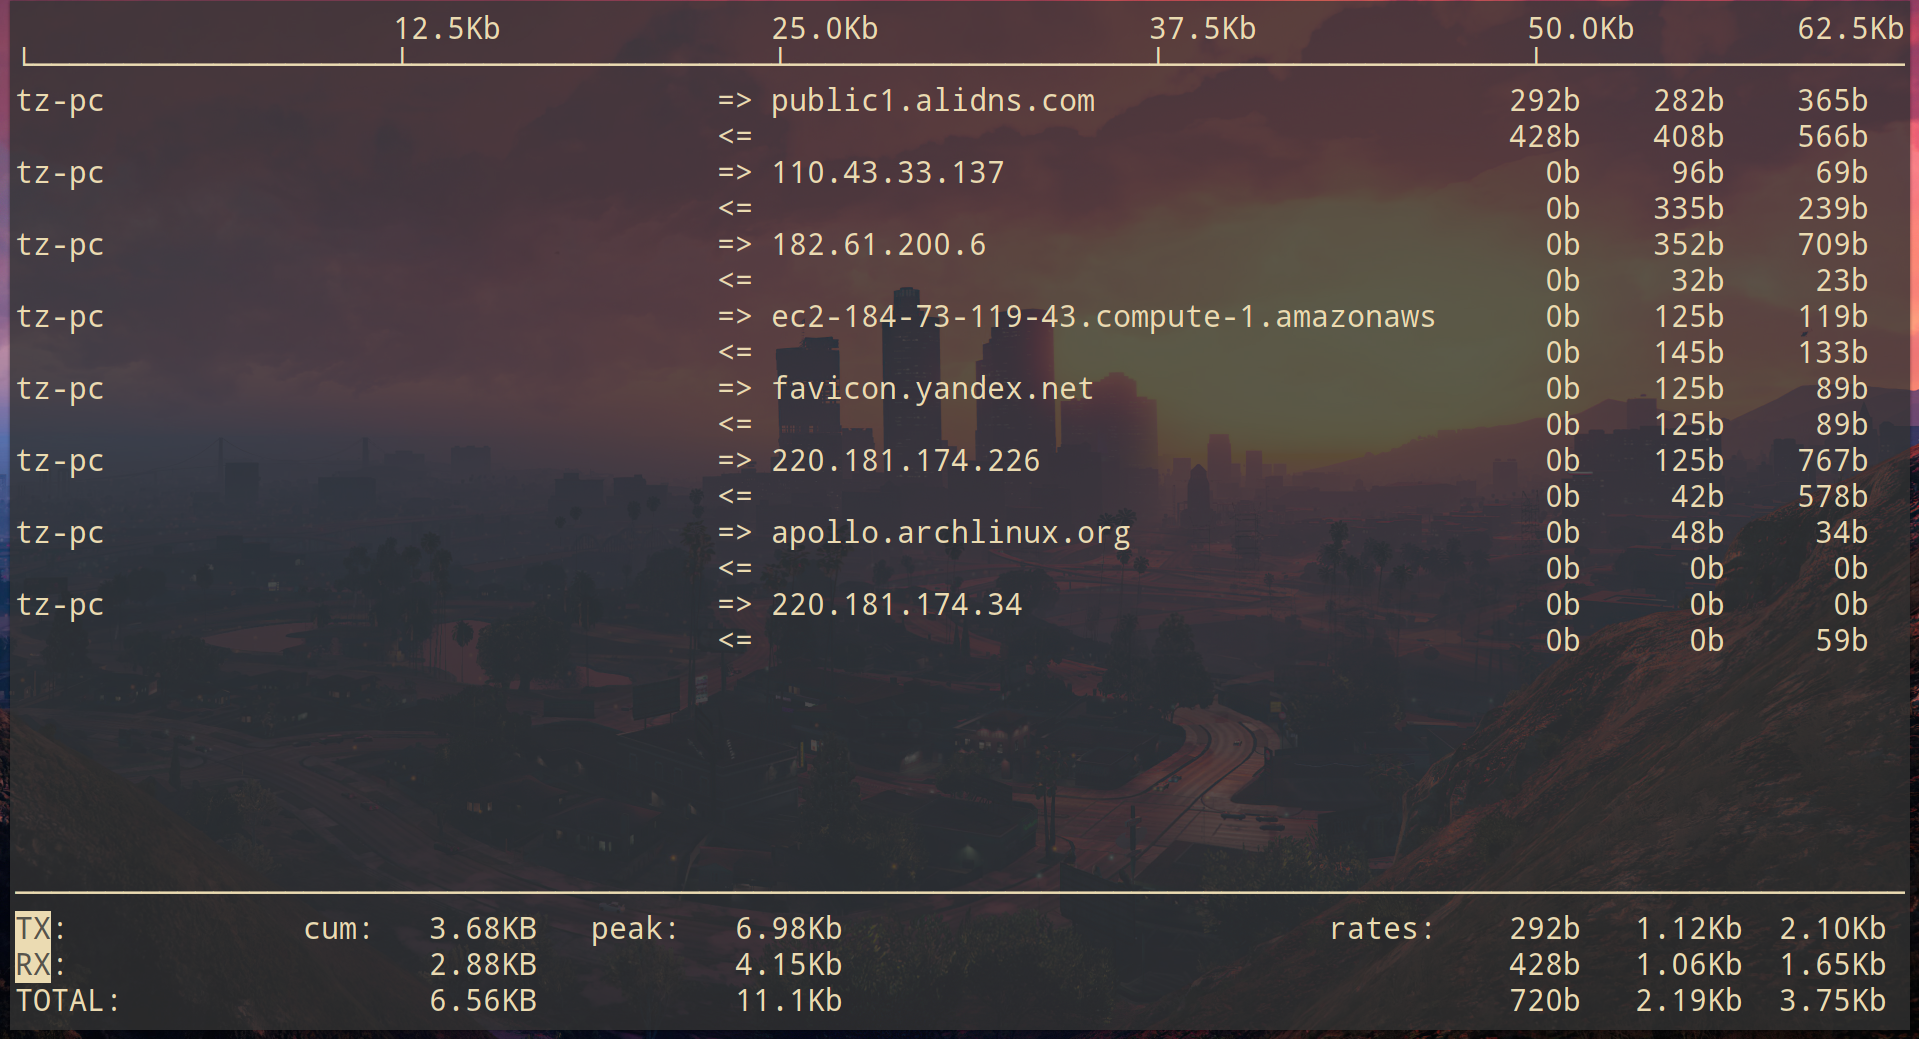 12.5Kb 25.0Kb 37.5Kb 50.0Kb 62.5Kb
tz-pc => public1.alidns.com 292b 282b 365b
<= 428b 408b 566b
tz-pc => 110.43.33.137 0b 96b 69b
<= 0b 335b 239b
tz-pc => 182.61.200.6 0b 352b 709b
<= 0b 32b 23b
tz-pc => ec2-184-73-119-43.compute-1.amazonaws 0b 125b 119b
<= 0b 145b 133b
tz-pc => favicon.yandex.net 0b 125b 89b
<= 0b 125b 89b
tz-pc => 220.181.174.226 0b 125b 767b
<= 0b 42b 578b
tz-pc => apollo.archlinux.org 0b 48b 34b
<= 0b 0b 0b
tz-pc => 220.181.174.34 0b 0b 0b
<= 0b 0b 59b
TX: cum: 3.68KB peak: 6.98Kb rates: 292b 1.12Kb 2.10Kb
RX: 2.88KB 4.15Kb 428b 1.06Kb 1.65Kb
TOTAL: 6.56KB 11.1Kb 720b 2.19Kb 3.75Kb